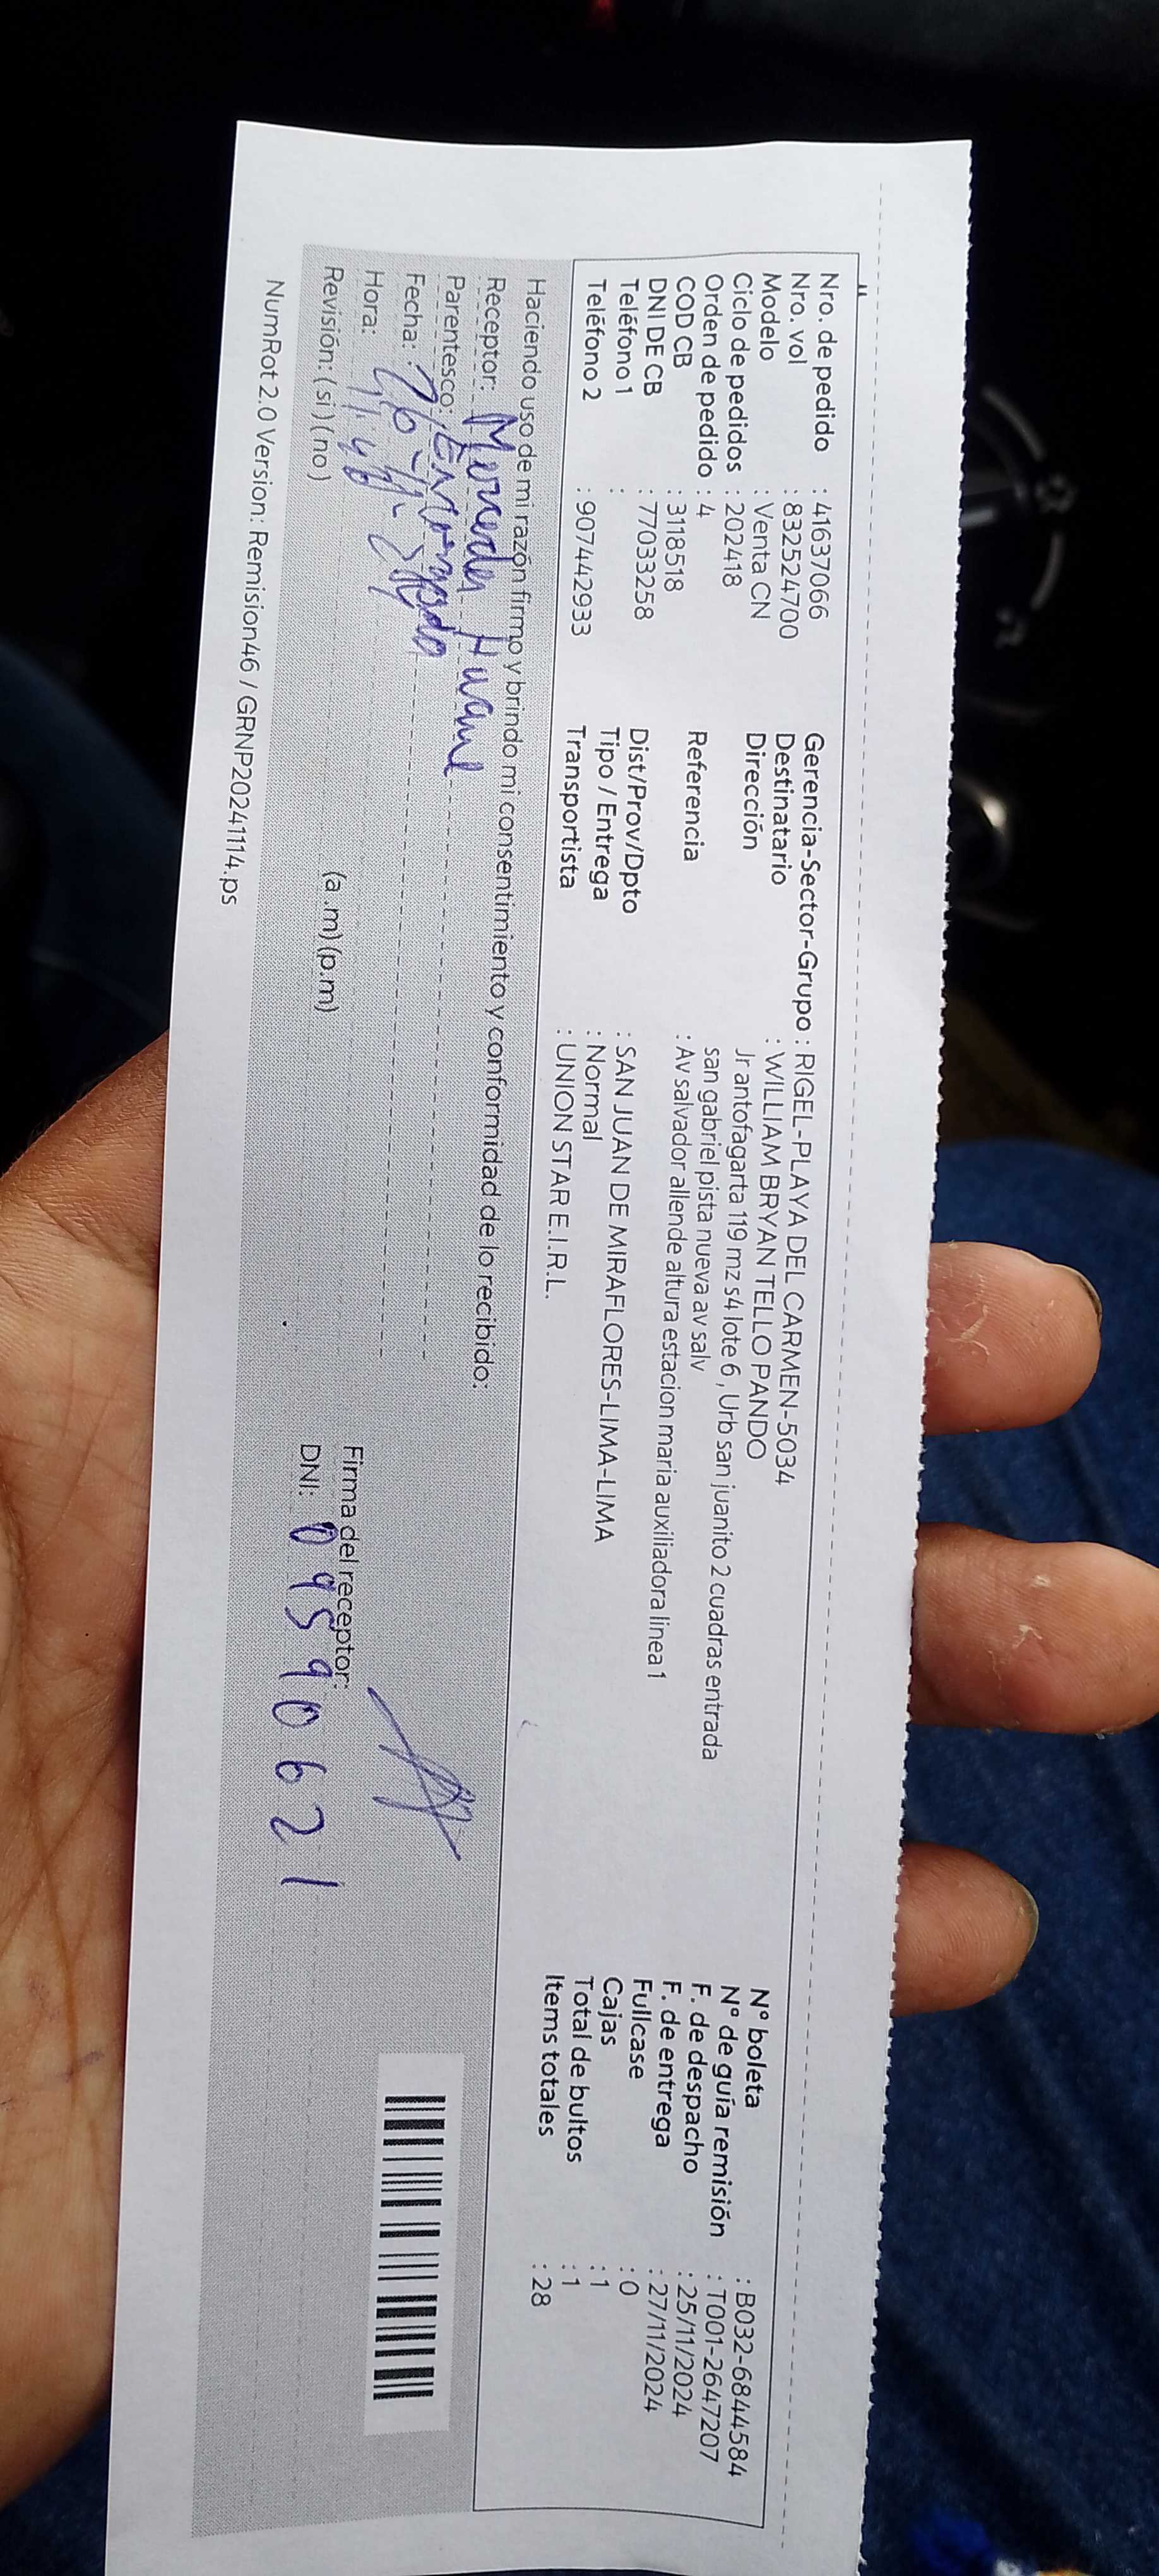 Nro. de pedido : 41637066
Nro. vol : 832524700
Modelo : Venta CN
Ciclo de pedidos : 202418
Orden de pedido : 4
COD CB : 3118518
DNI DE CB : 77033258
Teléfono 1 :
Teléfono 2 : 907442933
Gerencia-Sector-Grupo : RIGEL-PLAYA DEL CARMEN-5034
Destinatario : WILLIAM BRYAN TELLO PANDO
Dirección Jr antofagarta 119 mz s4 lote 6 , Urb san juanito 2 cuadras entrada
san gabriel pista nueva av salv
Referencia : Av salvador allende altura estacion maria auxiliadora linea 1
Dist/Prov/Dpto : SAN JUAN DE MIRAFLORES-LIMA-LIMA
Tipo / Entrega : Normal
Transportista : UNION STAR E.I.R.L.
N° boleta : B032-6844584
N° de guía remisión : T001-2647207
F. de despacho : 25/11/2024
F. de entrega : 27/11/2024
Fullcase : 0
Cajas : 1
Total de bultos : 1
Items totales : 28
Haciendo uso de mi razón firmo y brindo mi consentimiento y conformidad de lo recibido:
Receptor: Mercedes
Parentesco: Encargado
Fecha:
Hora: 11 46 (a.m) (p.m)
Revisión: (si) (no)
Firma del receptor:
DNI: 09590621
NumRot 2.0 Version: Remision46 / GRNP20241114.ps